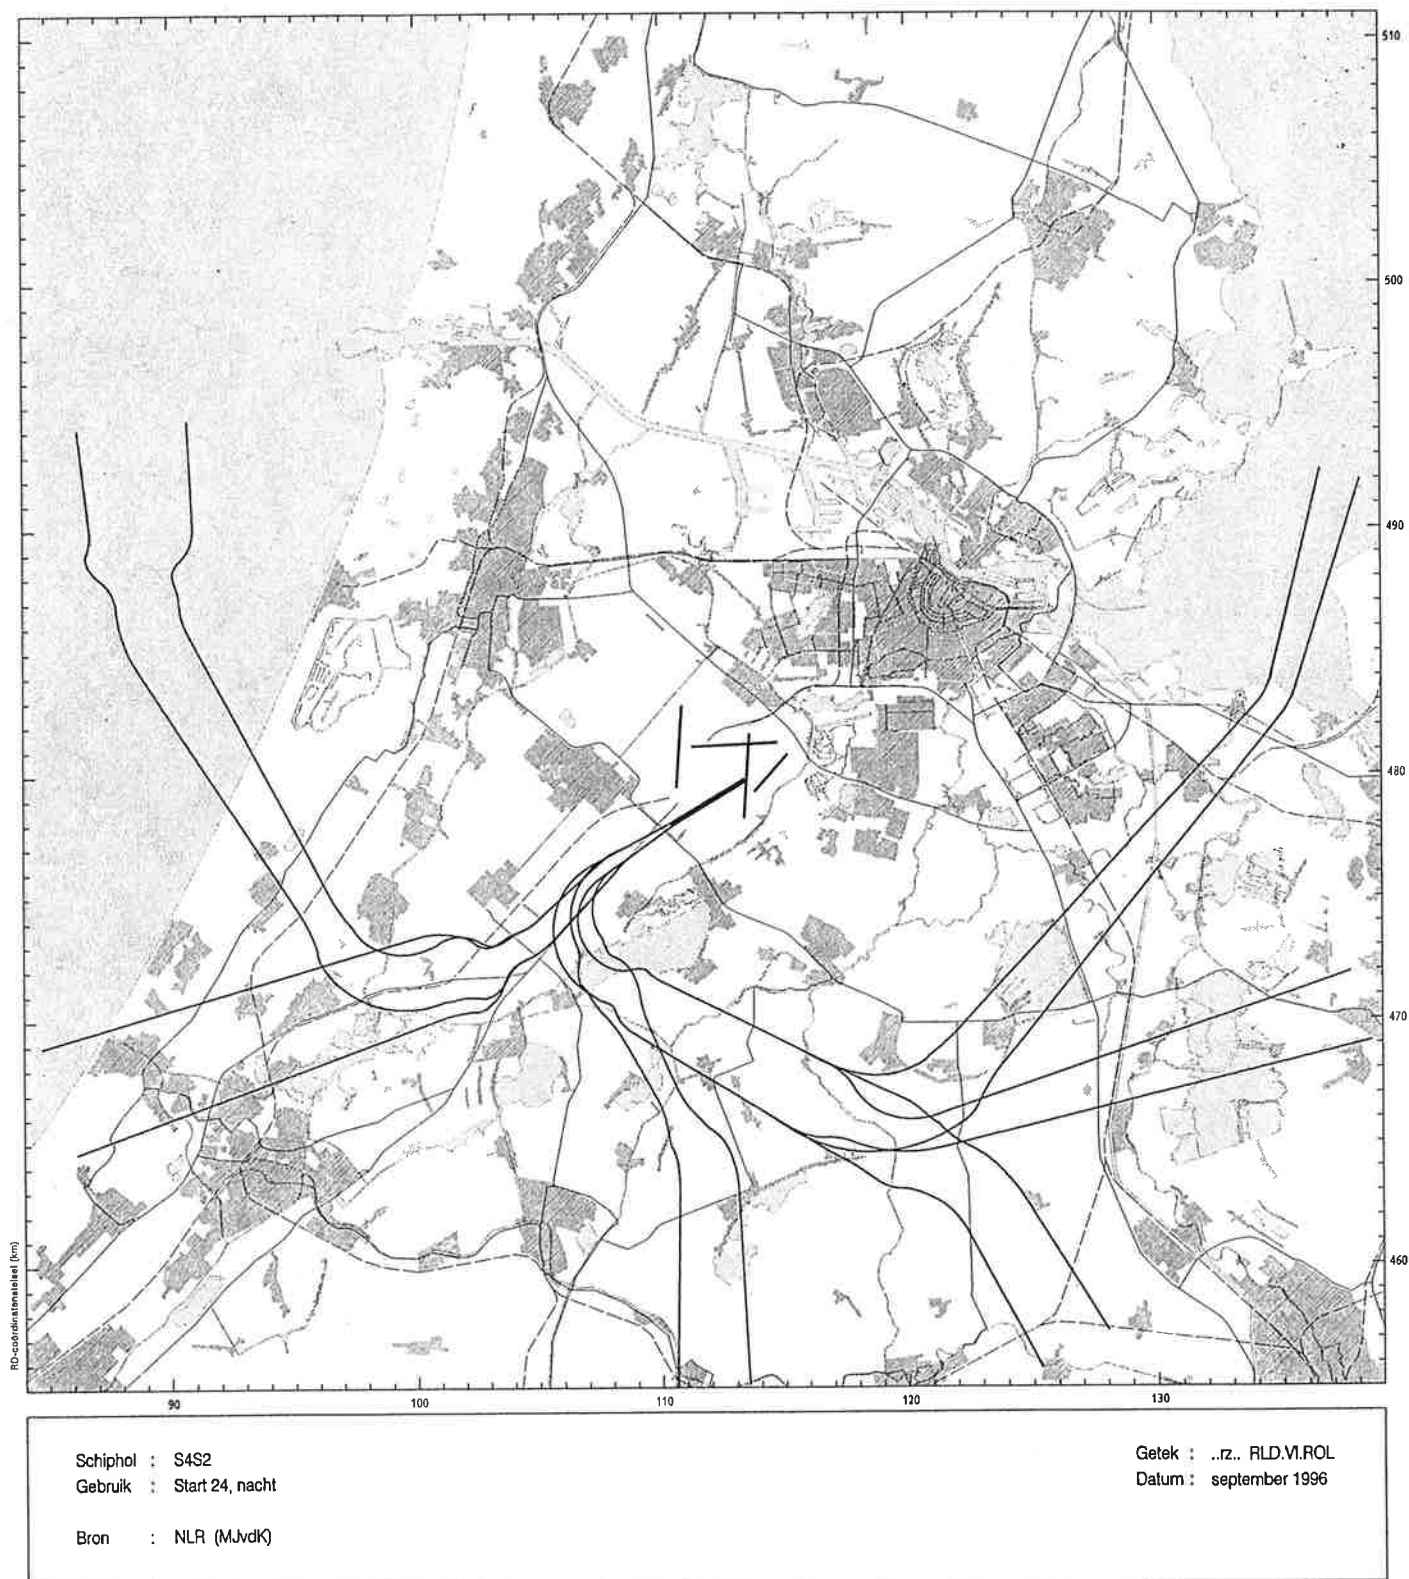 510
500
490
480
470
460
RD-coördinatenstelsel (km)
90
100
110
120
130
Schiphol : S4S2
Gebruik : Start 24, nacht
Bron : NLR (MJvdK)
Getek : ..rz.. RLD.VI.ROL
Datum : september 1996